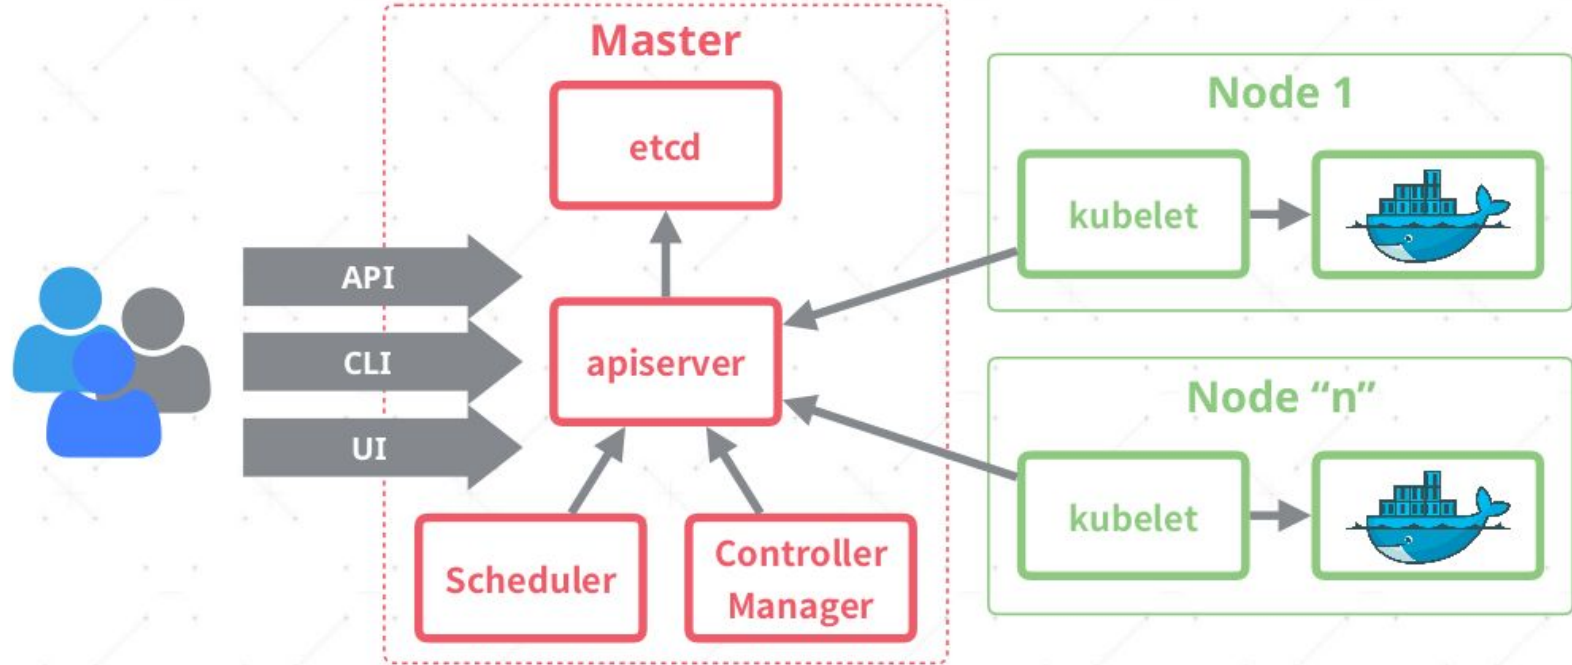 Master
etcd
API
CLI
UI
apiserver
Scheduler
Controller
Manager
Node 1
kubelet
Node “n”
kubelet